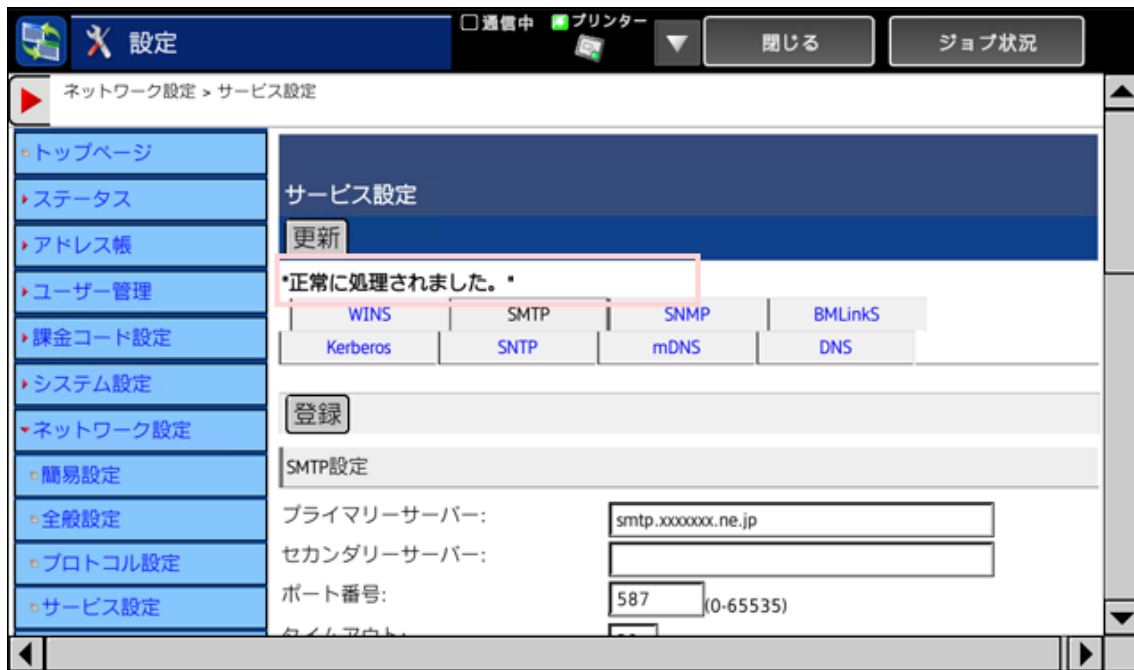 設定
通信中
プリンター
閉じる
ジョブ状況
ネットワーク設定 > サービス設定
トップページ
ステータス
アドレス帳
ユーザー管理
課金コード設定
システム設定
ネットワーク設定
簡易設定
全般設定
プロトコル設定
サービス設定
サービス設定
更新
"正常に処理されました。"
WINS SMTP SNMP BMLinkS
Kerberos SNTP mDNS DNS
登録
SMTP設定
プライマリーサーバー: smtp.xxxxxxx.ne.jp
セカンダリーサーバー:
ポート番号: 587 (0-65535)
タイムアウト: